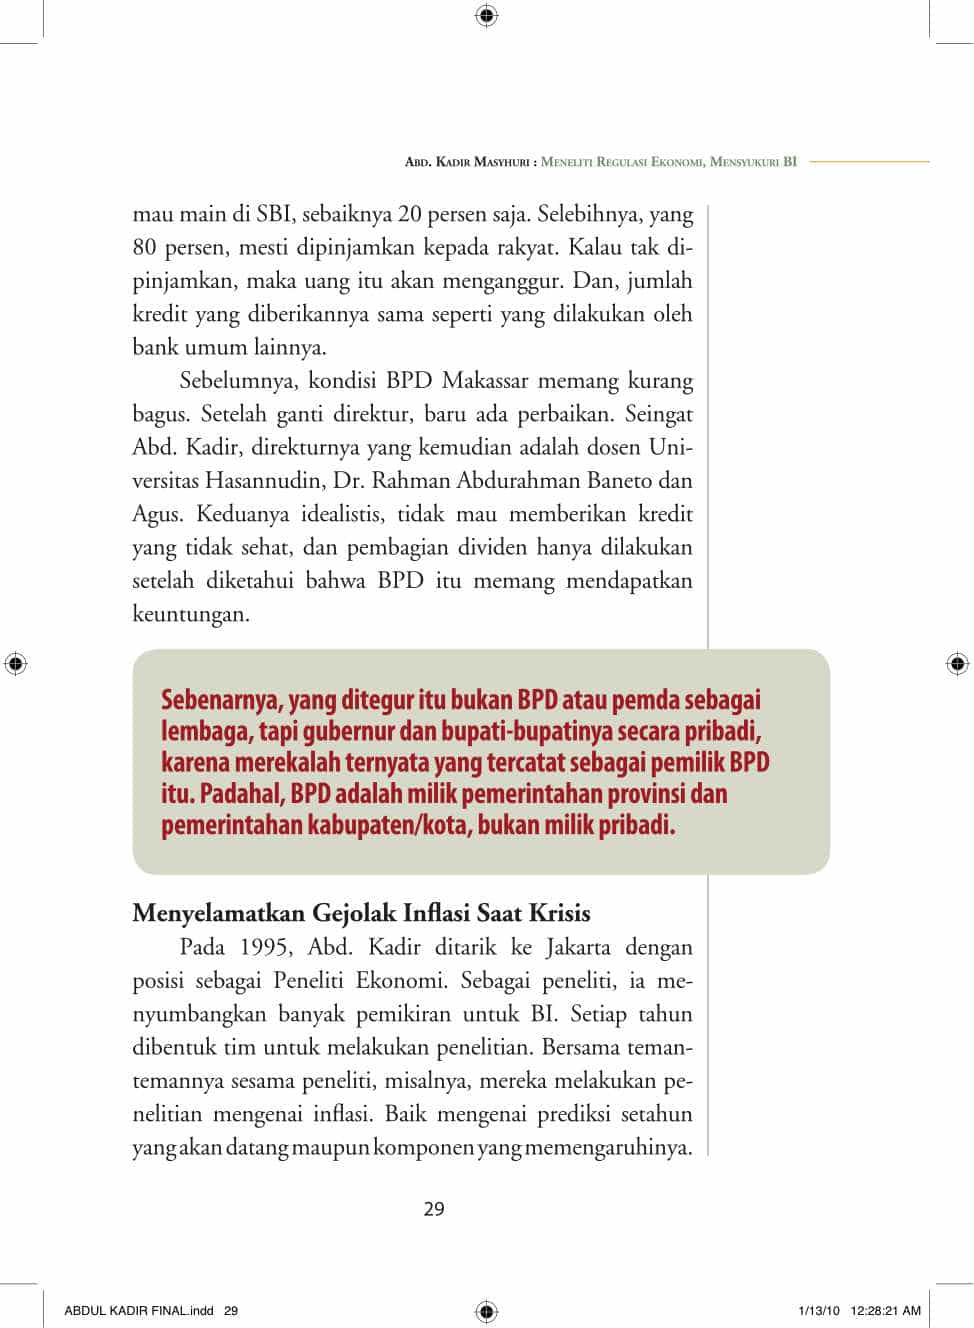 Abd. Kadir Masyhuri : Meneliti Regulasi Ekonomi, Mensyukuri BI
mau main di SBI, sebaiknya 20 persen saja. Selebihnya, yang
80 persen, mesti dipinjamkan kepada rakyat. Kalau tak di-
pinjamkan, maka uang itu akan menganggur. Dan, jumlah
kredit yang diberikannya sama seperti yang dilakukan oleh
bank umum lainnya.
Sebelumnya, kondisi BPD Makassar memang kurang
bagus. Setelah ganti direktur, baru ada perbaikan. Seingat
Abd. Kadir, direkturnya yang kemudian adalah dosen Uni-
versitas Hasannudin, Dr. Rahman Abdurahman Baneto dan
Agus. Keduanya idealistis, tidak mau memberikan kredit
yang tidak sehat, dan pembagian dividen hanya dilakukan
setelah diketahui bahwa BPD itu memang mendapatkan
keuntungan.
Sebenarnya, yang ditegur itu bukan BPD atau pemda sebagai
lembaga, tapi gubernur dan bupati-bupatinya secara pribadi,
karena merekalah ternyata yang tercatat sebagai pemilik BPD
itu. Padahal, BPD adalah milik pemerintahan provinsi dan
pemerintahan kabupaten/kota, bukan milik pribadi.
Menyelamatkan Gejolak Inflasi Saat Krisis
Pada 1995, Abd. Kadir ditarik ke Jakarta dengan
posisi sebagai Peneliti Ekonomi. Sebagai peneliti, ia me-
nyumbangkan banyak pemikiran untuk BI. Setiap tahun
dibentuk tim untuk melakukan penelitian. Bersama teman-
temannya sesama peneliti, misalnya, mereka melakukan pe-
nelitian mengenai inflasi. Baik mengenai prediksi setahun
yang akan datang maupun komponen yang memengaruhinya.
29
ABDUL KADIR FINAL.indd 29
1/13/10 12:28:21 AM